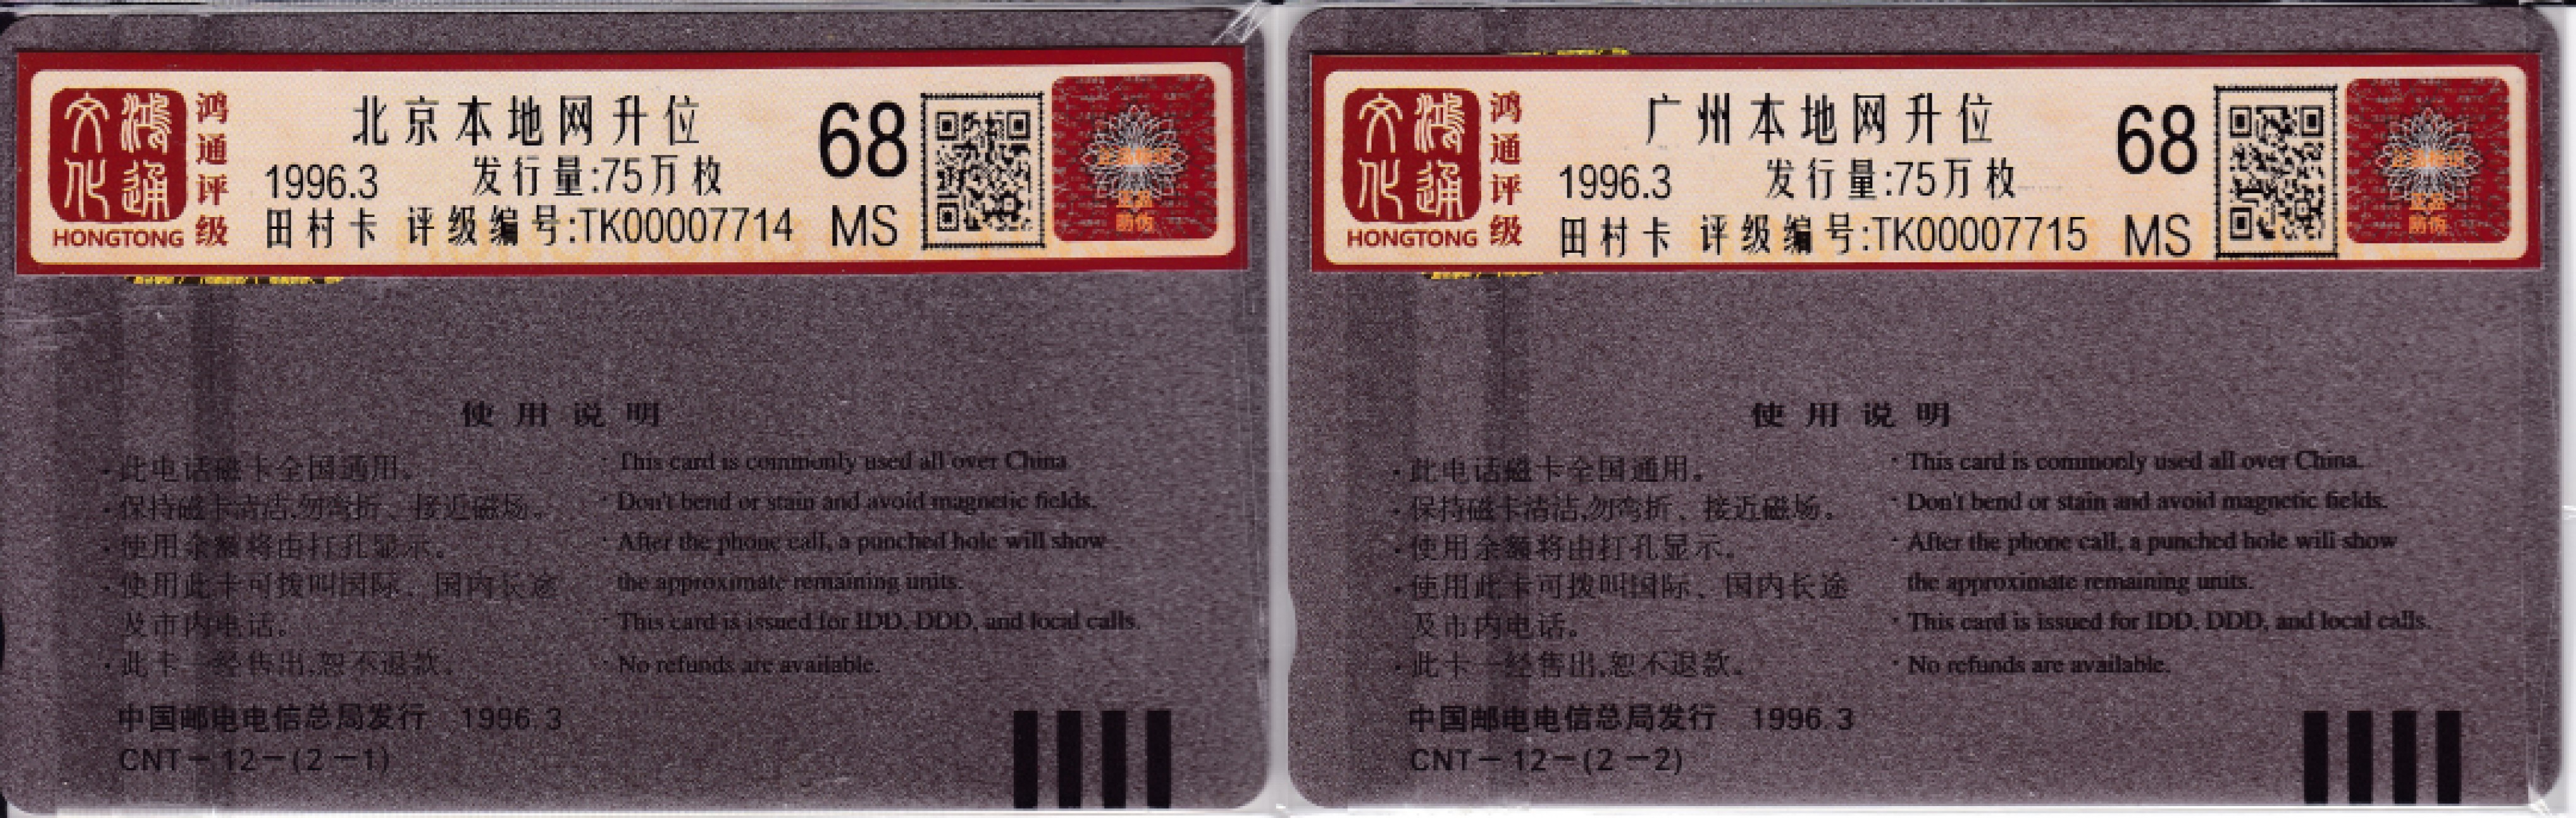 鸿通文化
HONGTONG
鸿通评级
北京本地网升位
1996.3 发行量:75万枚
田村卡 评级编号:TK00007714
68
MS
防伪
使用说明
· 此电话磁卡全国通用。
· 保持磁卡清洁,勿弯折、接近磁场。
· 使用余额将由打孔显示。
· 使用此卡可拨叫国际、国内长途
及市内电话。
· 此卡一经售出,恕不退款。
· This card is commonly used all over China
· Don't bend or stain and avoid magnetic fields.
· After the phone call, a punched hole will show
the approximate remaining units.
· This card is issued for IDD, DDD, and local calls.
· No refunds are available.
中国邮电电信总局发行 1996.3
CNT-12-(2-1)
鸿通文化
HONGTONG
鸿通评级
广州本地网升位
1996.3 发行量:75万枚
田村卡 评级编号:TK00007715
68
MS
防伪
使用说明
· 此电话磁卡全国通用。
· 保持磁卡清洁,勿弯折、接近磁场。
· 使用余额将由打孔显示。
· 使用此卡可拨叫国际、国内长途
及市内电话。
· 此卡一经售出,恕不退款。
· This card is commonly used all over China.
· Don't bend or stain and avoid magnetic fields.
· After the phone call, a punched hole will show
the approximate remaining units.
· This card is issued for IDD, DDD, and local calls.
· No refunds are available.
中国邮电电信总局发行 1996.3
CNT-12-(2-2)